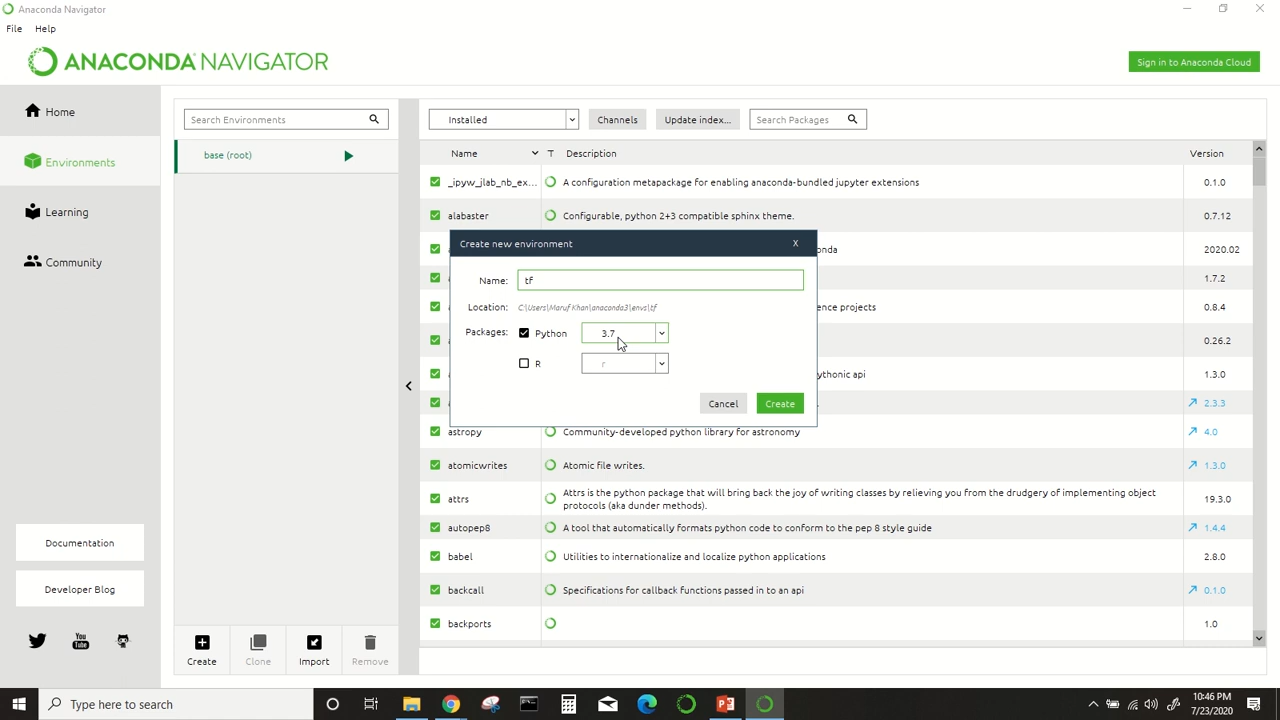 Anaconda Navigator
File Help
ANACONDA NAVIGATOR
Sign in to Anaconda Cloud
Home
Environments
Learning
Community
Documentation
Developer Blog
You Tube
Search Environments
base (root)
Create Clone Import Remove
Installed Channels Update index... Search Packages
Name T Description Version
_ipyw_jlab_nb_ex... A configuration metapackage for enabling anaconda-bundled jupyter extensions 0.1.0
alabaster Configurable, python 2+3 compatible sphinx theme. 0.7.12
2020.02
1.7.2
ence projects 0.8.4
0.26.2
ythonic api 1.3.0
2.3.3
astropy Community-developed python library for astronomy 4.0
atomicwrites Atomic file writes. 1.3.0
attrs Attrs is the python package that will bring back the joy of writing classes by relieving you from the drudgery of implementing object
protocols (aka dunder methods). 19.3.0
autopep8 A tool that automatically formats python code to conform to the pep 8 style guide 1.4.4
babel Utilities to internationalize and localize python applications 2.8.0
backcall Specifications for callback functions passed in to an api 0.1.0
backports 1.0
Create new environment X
Name: tf
Location: C:\Users\Maruf Khan\anaconda3\envs\tf
Packages: Python 3.7
R r
Cancel Create
Type here to search
10:46 PM
7/23/2020